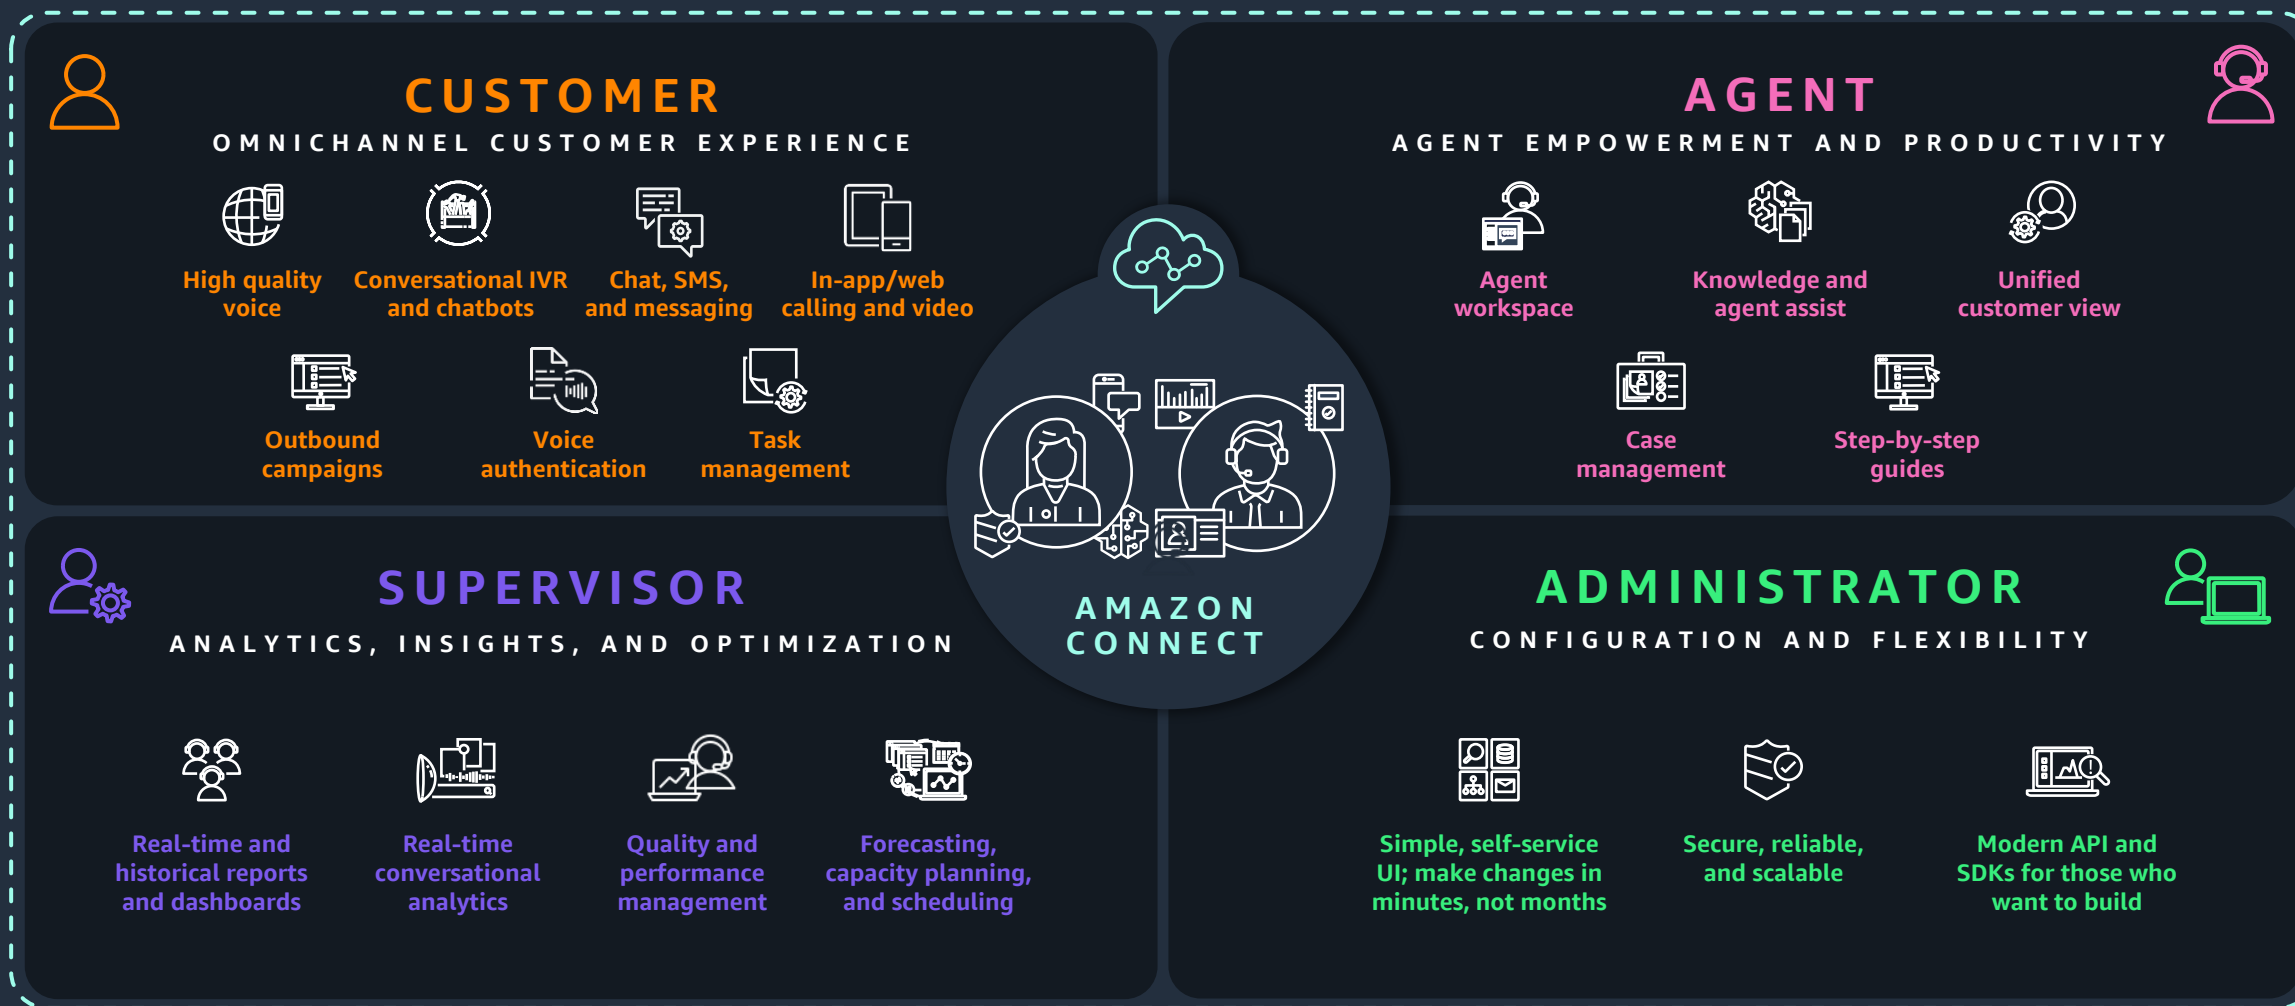 CUSTOMER
OMNICHANNEL CUSTOMER EXPERIENCE
High quality
voice
Conversational IVR
and chatbots
Chat, SMS,
and messaging
In-app/web
calling and video
Outbound
campaigns
Voice
authentication
Task
management
AGENT
AGENT EMPOWERMENT AND PRODUCTIVITY
Agent
workspace
Knowledge and
agent assist
Unified
customer view
Case
management
Step-by-step
guides
AMAZON
CONNECT
SUPERVISOR
ANALYTICS, INSIGHTS, AND OPTIMIZATION
Real-time and
historical reports
and dashboards
Real-time
conversational
analytics
Quality and
performance
management
Forecasting,
capacity planning,
and scheduling
ADMINISTRATOR
CONFIGURATION AND FLEXIBILITY
Simple, self-service
UI; make changes in
minutes, not months
Secure, reliable,
and scalable
Modern API and
SDKs for those who
want to build